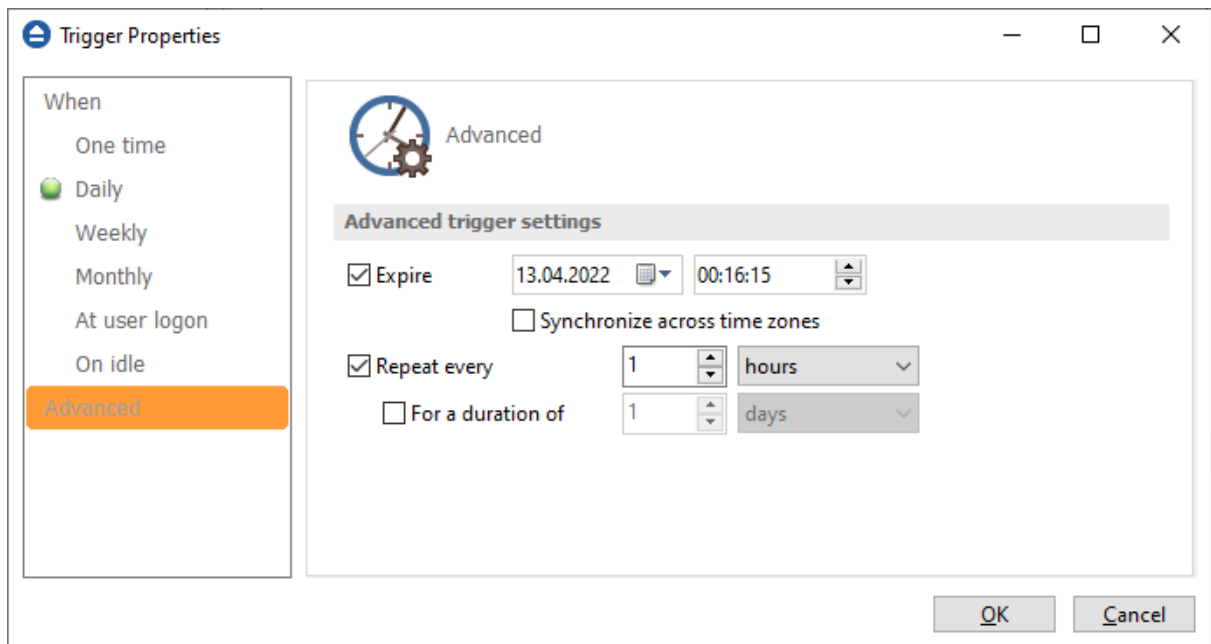 Trigger Properties
When
One time
Daily
Weekly
Monthly
At user logon
On idle
Advanced
Advanced
Advanced trigger settings
Expire 13.04.2022 00:16:15
Synchronize across time zones
Repeat every 1 hours
For a duration of 1 days
OK Cancel